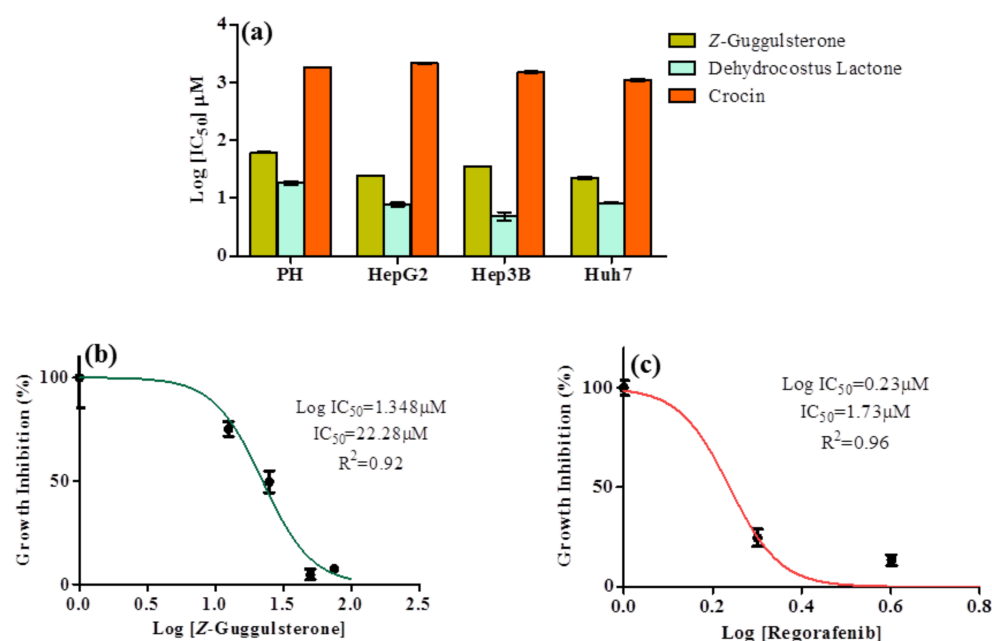 (a)
4
3
2
1
0
Log [IC50] µM
PH HepG2 Hep3B Huh7
Z-Guggulsterone
Dehydrocostus Lactone
Crocin
(b)
Growth Inhibition (%)
100
50
0
Log IC50=1.348µM
IC50=22.28µM
R2=0.92
0.0 0.5 1.0 1.5 2.0 2.5
Log [Z-Guggulsterone]
(c)
Growth Inhibition (%)
100
50
0
Log IC50=0.23µM
IC50=1.73µM
R2=0.96
0.0 0.2 0.4 0.6 0.8
Log [Regorafenib]